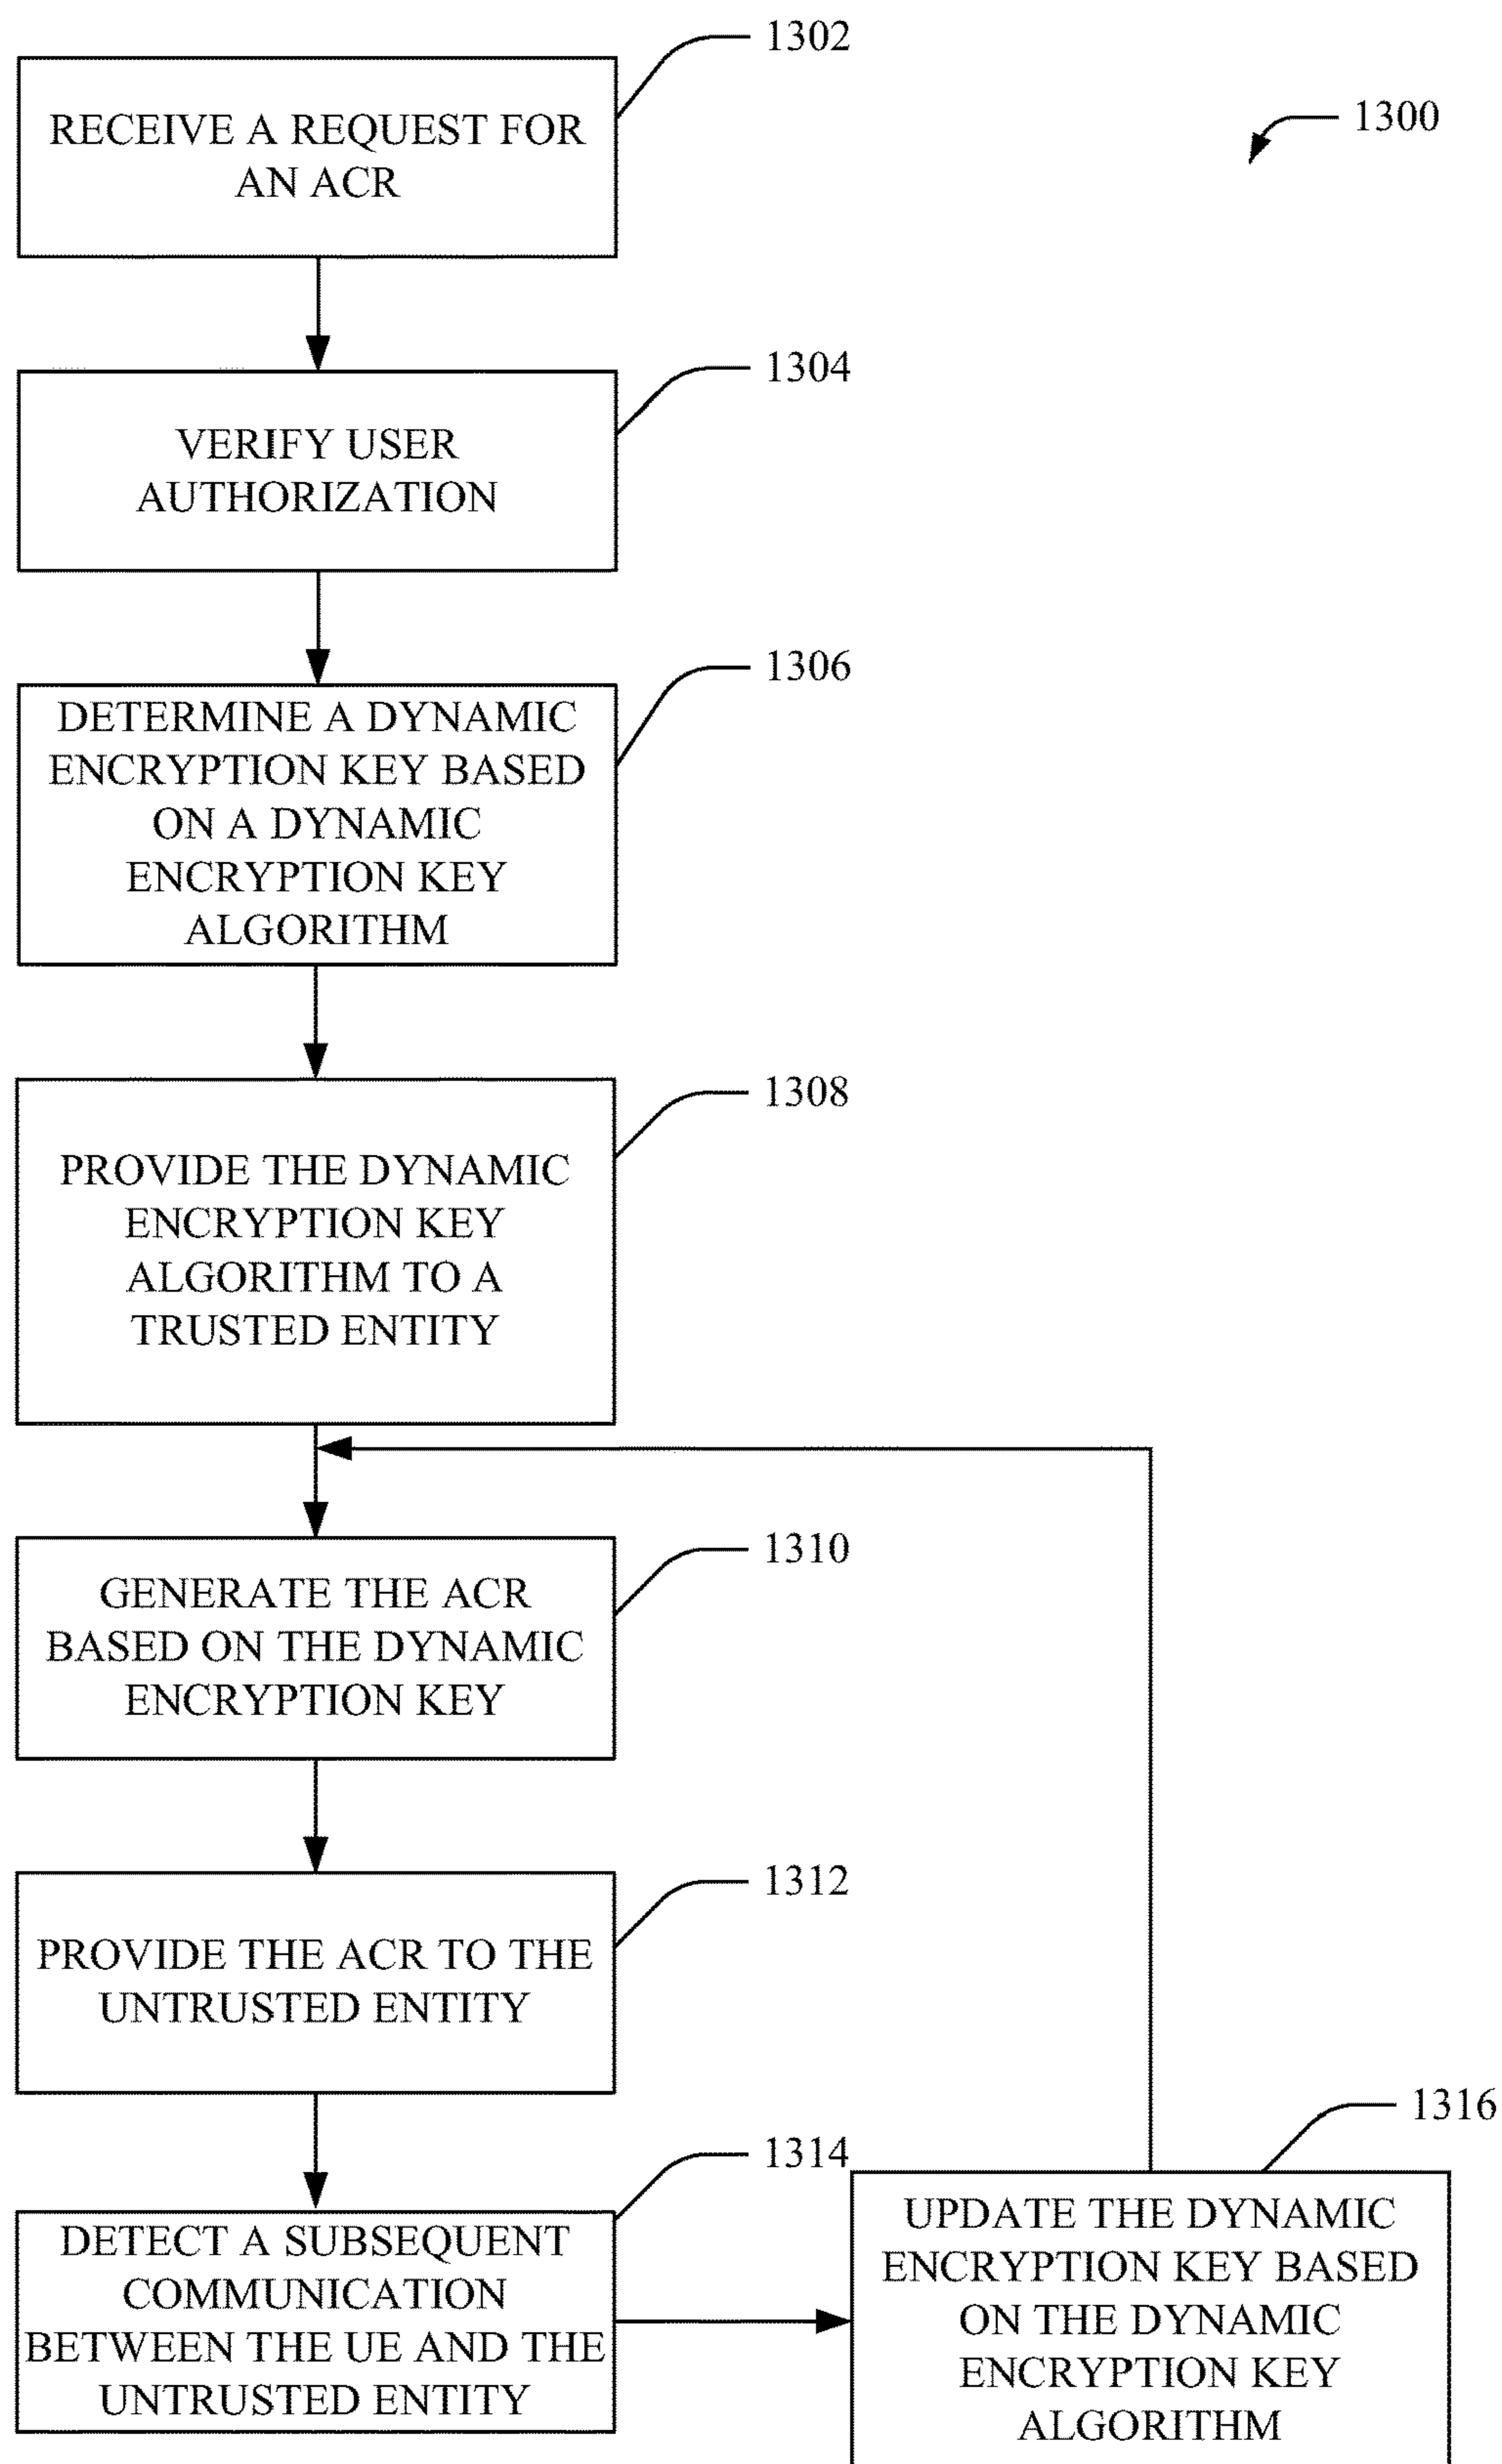 1302
RECEIVE A REQUEST FOR
AN ACR
1300
1304
VERIFY USER
AUTHORIZATION
1306
DETERMINE A DYNAMIC
ENCRYPTION KEY BASED
ON A DYNAMIC
ENCRYPTION KEY
ALGORITHM
1308
PROVIDE THE DYNAMIC
ENCRYPTION KEY
ALGORITHM TO A
TRUSTED ENTITY
1310
GENERATE THE ACR
BASED ON THE DYNAMIC
ENCRYPTION KEY
1312
PROVIDE THE ACR TO THE
UNTRUSTED ENTITY
1314
DETECT A SUBSEQUENT
COMMUNICATION
BETWEEN THE UE AND THE
UNTRUSTED ENTITY
1316
UPDATE THE DYNAMIC
ENCRYPTION KEY BASED
ON THE DYNAMIC
ENCRYPTION KEY
ALGORITHM